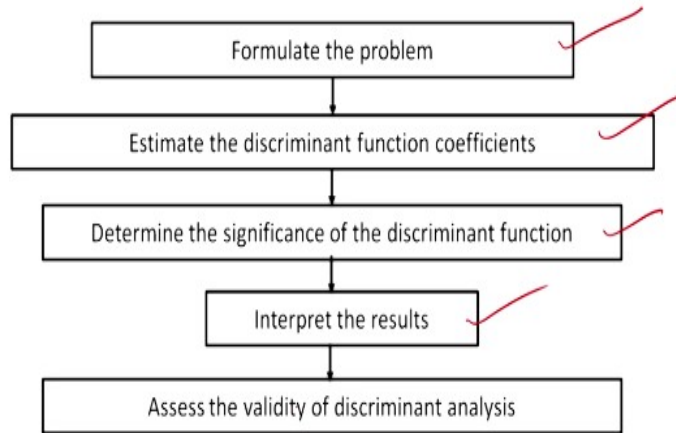 Formulate the problem
Estimate the discriminant function coefficients
Determine the significance of the discriminant function
Interpret the results
Assess the validity of discriminant analysis